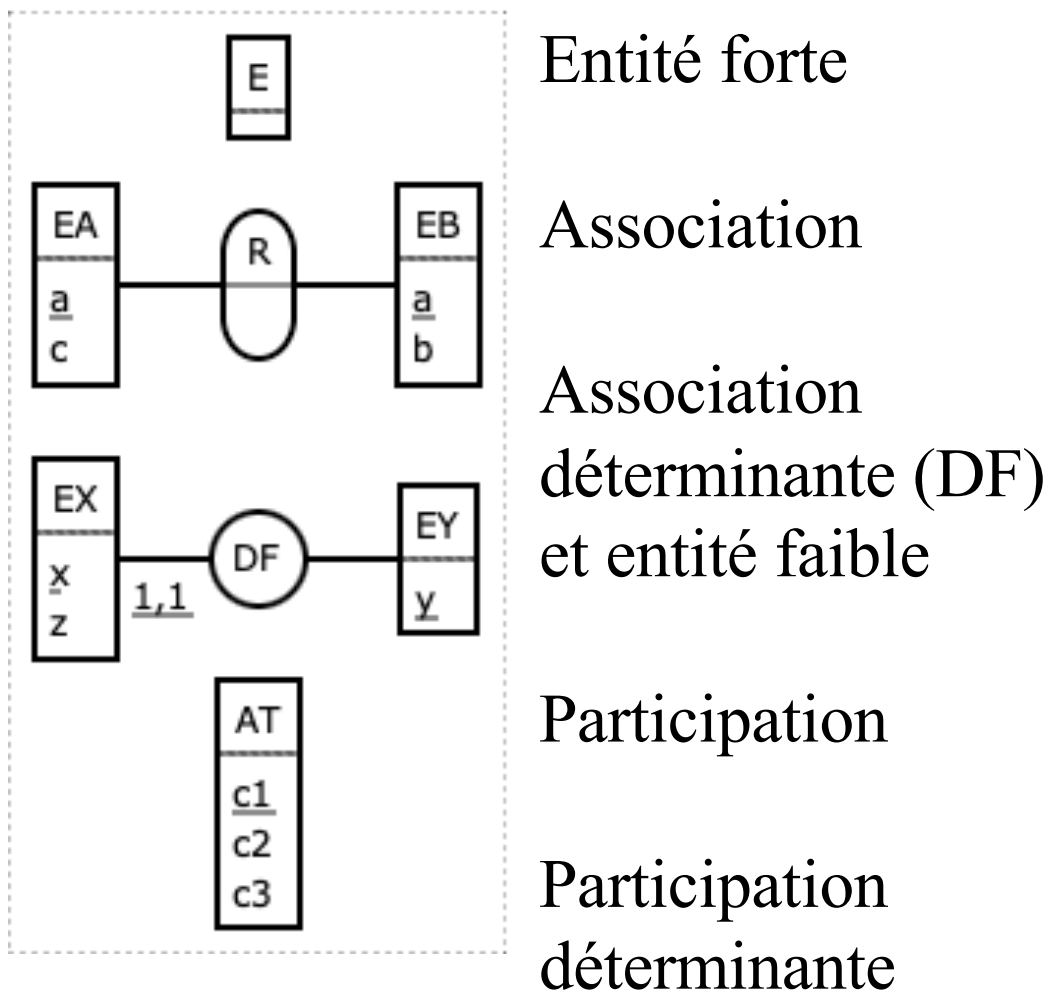 E
Entité forte
EA
a
c
R
EB
a
b
Association
EX
x
z
1,1
DF
EY
y
Association
déterminante (DF)
et entité faible
AT
c1
c2
c3
Participation
Participation
déterminante